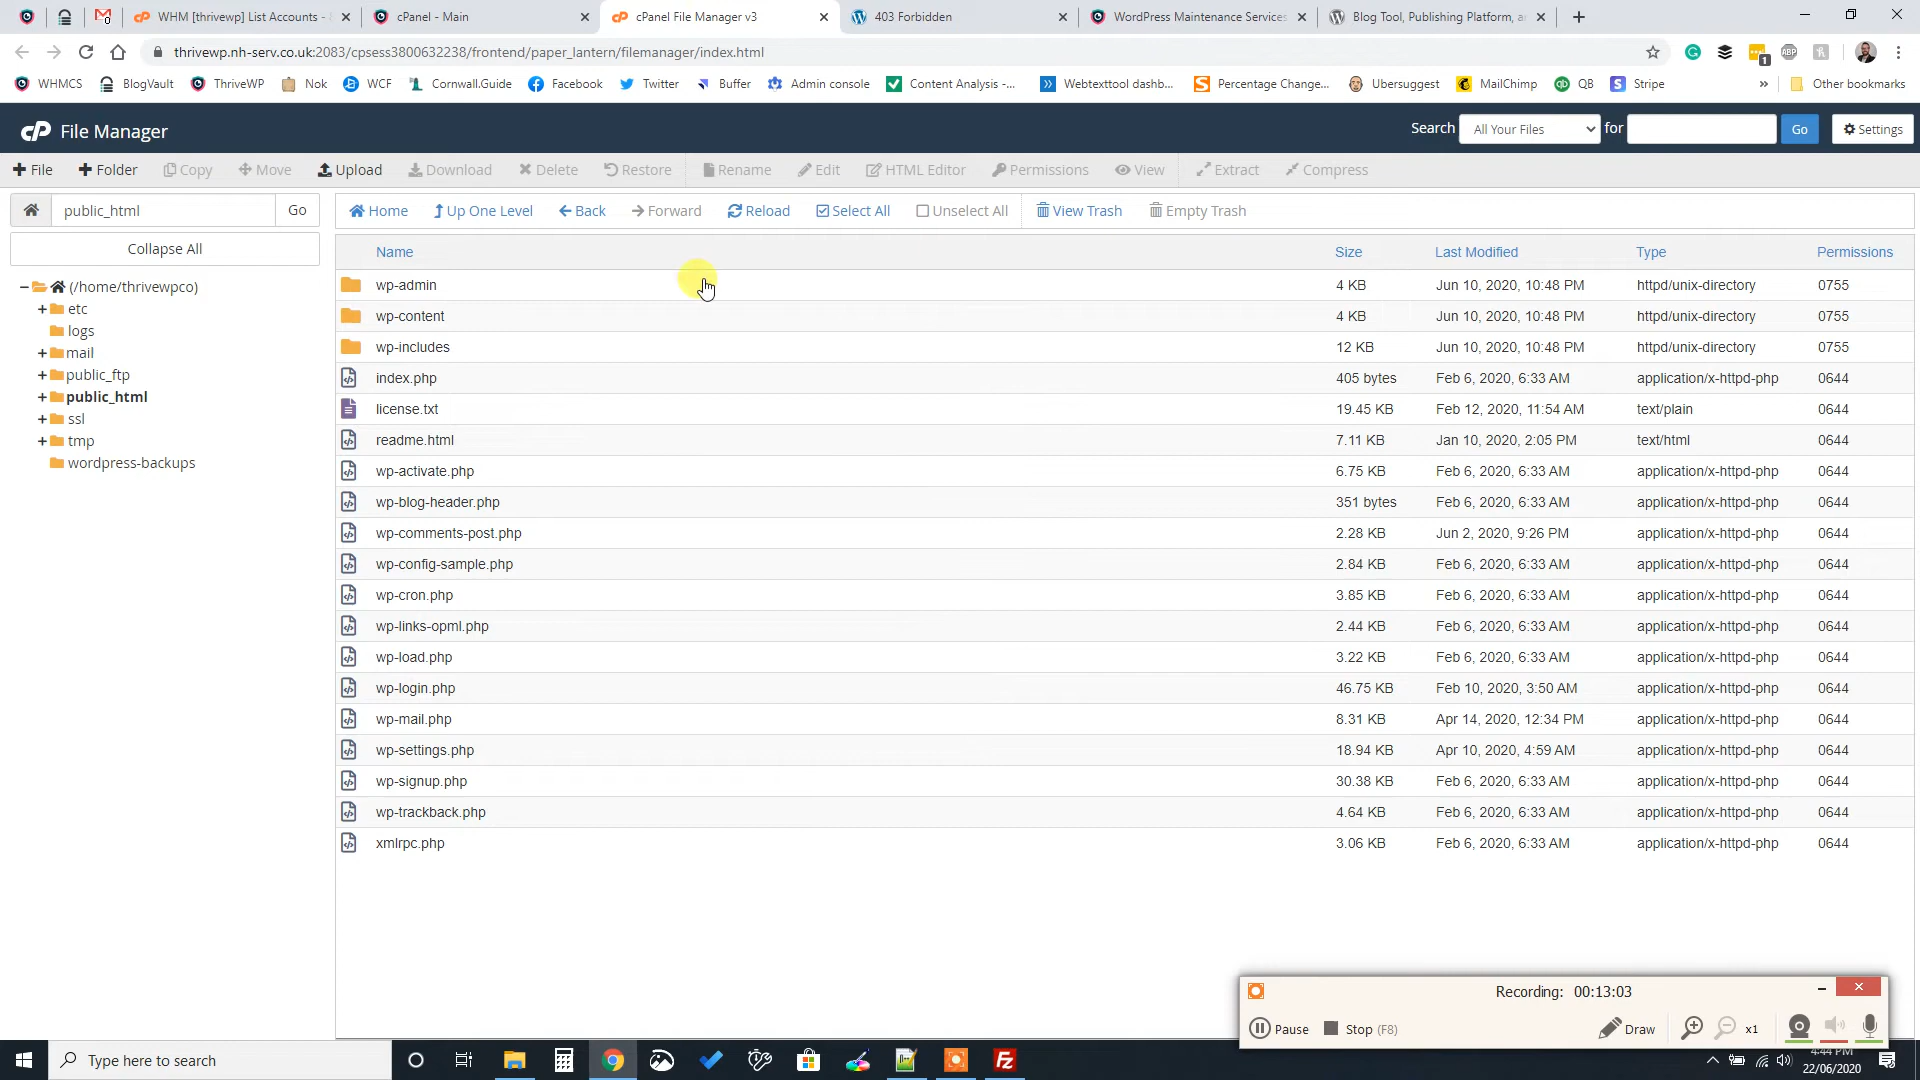 WHM [thrivewp] List Accounts -
cPanel - Main
cPanel File Manager v3
403 Forbidden
WordPress Maintenance Services
Blog Tool, Publishing Platform, a
thrivewp.nh-serv.co.uk:2083/cpsess3800632238/frontend/paper_lantern/filemanager/index.html
WHMCS BlogVault ThriveWP Nok WCF Cornwall.Guide Facebook Twitter Buffer Admin console Content Analysis -... Webtexttool dashb... Percentage Change... Ubersuggest MailChimp QB Stripe » Other bookmarks
cP File Manager
Search All Your Files for Go Settings
File Folder Copy Move Upload Download Delete Restore Rename Edit HTML Editor Permissions View Extract Compress
public_html Go
Home Up One Level Back Forward Reload Select All Unselect All View Trash Empty Trash
Collapse All
(/home/thrivewpco)
etc
logs
mail
public_ftp
public_html
ssl
tmp
wordpress-backups
Name Size Last Modified Type Permissions
wp-admin 4 KB Jun 10, 2020, 10:48 PM httpd/unix-directory 0755
wp-content 4 KB Jun 10, 2020, 10:48 PM httpd/unix-directory 0755
wp-includes 12 KB Jun 10, 2020, 10:48 PM httpd/unix-directory 0755
index.php 405 bytes Feb 6, 2020, 6:33 AM application/x-httpd-php 0644
license.txt 19.45 KB Feb 12, 2020, 11:54 AM text/plain 0644
readme.html 7.11 KB Jan 10, 2020, 2:05 PM text/html 0644
wp-activate.php 6.75 KB Feb 6, 2020, 6:33 AM application/x-httpd-php 0644
wp-blog-header.php 351 bytes Feb 6, 2020, 6:33 AM application/x-httpd-php 0644
wp-comments-post.php 2.28 KB Jun 2, 2020, 9:26 PM application/x-httpd-php 0644
wp-config-sample.php 2.84 KB Feb 6, 2020, 6:33 AM application/x-httpd-php 0644
wp-cron.php 3.85 KB Feb 6, 2020, 6:33 AM application/x-httpd-php 0644
wp-links-opml.php 2.44 KB Feb 6, 2020, 6:33 AM application/x-httpd-php 0644
wp-load.php 3.22 KB Feb 6, 2020, 6:33 AM application/x-httpd-php 0644
wp-login.php 46.75 KB Feb 10, 2020, 3:50 AM application/x-httpd-php 0644
wp-mail.php 8.31 KB Apr 14, 2020, 12:34 PM application/x-httpd-php 0644
wp-settings.php 18.94 KB Apr 10, 2020, 4:59 AM application/x-httpd-php 0644
wp-signup.php 30.38 KB Feb 6, 2020, 6:33 AM application/x-httpd-php 0644
wp-trackback.php 4.64 KB Feb 6, 2020, 6:33 AM application/x-httpd-php 0644
xmlrpc.php 3.06 KB Feb 6, 2020, 6:33 AM application/x-httpd-php 0644
Recording: 00:13:03
Pause Stop (F8) Draw x1
Type here to search
4:44 PM
22/06/2020